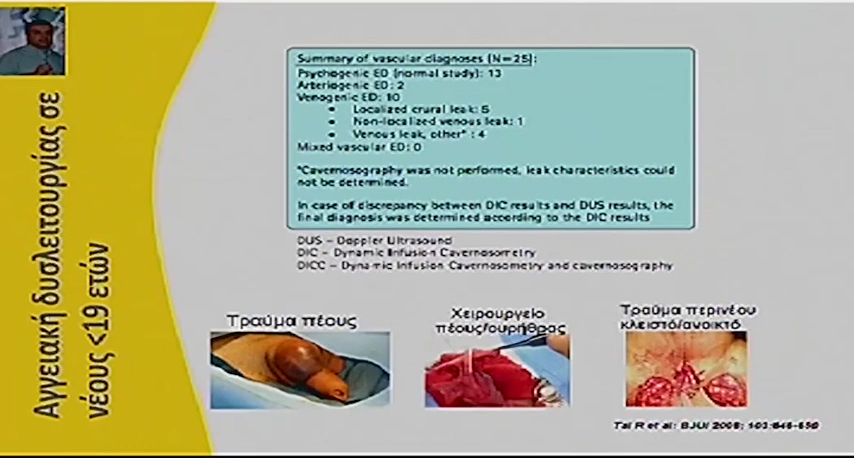 Αγγειακή δυσλειτουργίας σε
νέους <19 ετών
Summary of vascular diagnoses (N=25):
Psychogenic ED (normal study): 13
Arteriogenic ED: 2
Venogenic ED: 10
• Localized crural leak: 5
• Non-localized venous leak: 1
• Venous leak, other* : 4
Mixed vascular ED: 0
*Cavernosography was not performed, leak characteristics could
not be determined.
In case of discrepancy between DIC results and DUS results, the
final diagnosis was determined according to the DIC results
DUS – Doppler Ultrasound
DIC – Dynamic Infusion Cavernosometry
DICC – Dynamic Infusion Cavernosometry and cavernosography
Τραύμα πέους
Χειρουργείο
πέους/ουρήθρας
Τραύμα περινέου
κλειστό/ανοικτό
Tal R et al: BJUI 2008; 103: